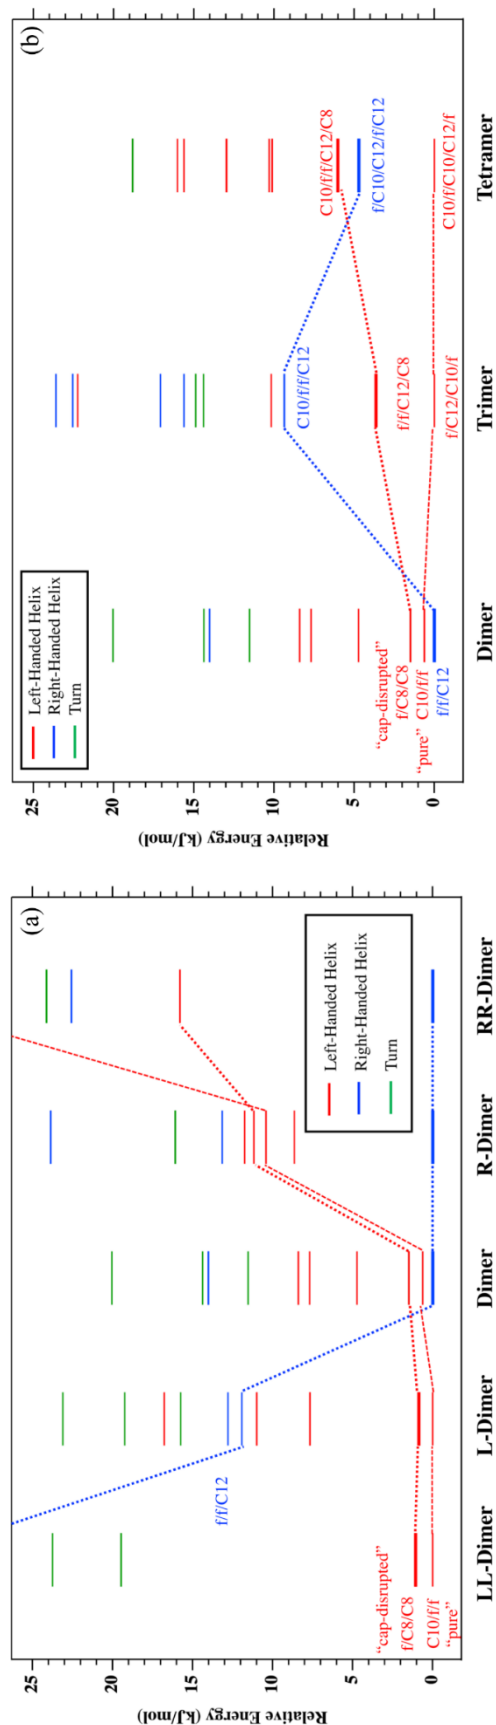 (a)
Relative Energy (kJ/mol)
25
20
15
10
5
0
Left-Handed Helix
Right-Handed Helix
Turn
f/f/C12
"cap-disrupted"
f/C8/C8
C10/f/f
"pure"
LL-Dimer
L-Dimer
Dimer
R-Dimer
RR-Dimer
(b)
Relative Energy (kJ/mol)
25
20
15
10
5
0
Left-Handed Helix
Right-Handed Helix
Turn
"cap-disrupted"
f/C8/C8
"pure" C10/f/f
f/f/C12
C10/f/f/C12
f/f/C12/C8
f/C12/C10/f
C10/f/f/C12/C8
f/C10/C12/f/C12
C10/f/C10/C12/f
Dimer
Trimer
Tetramer